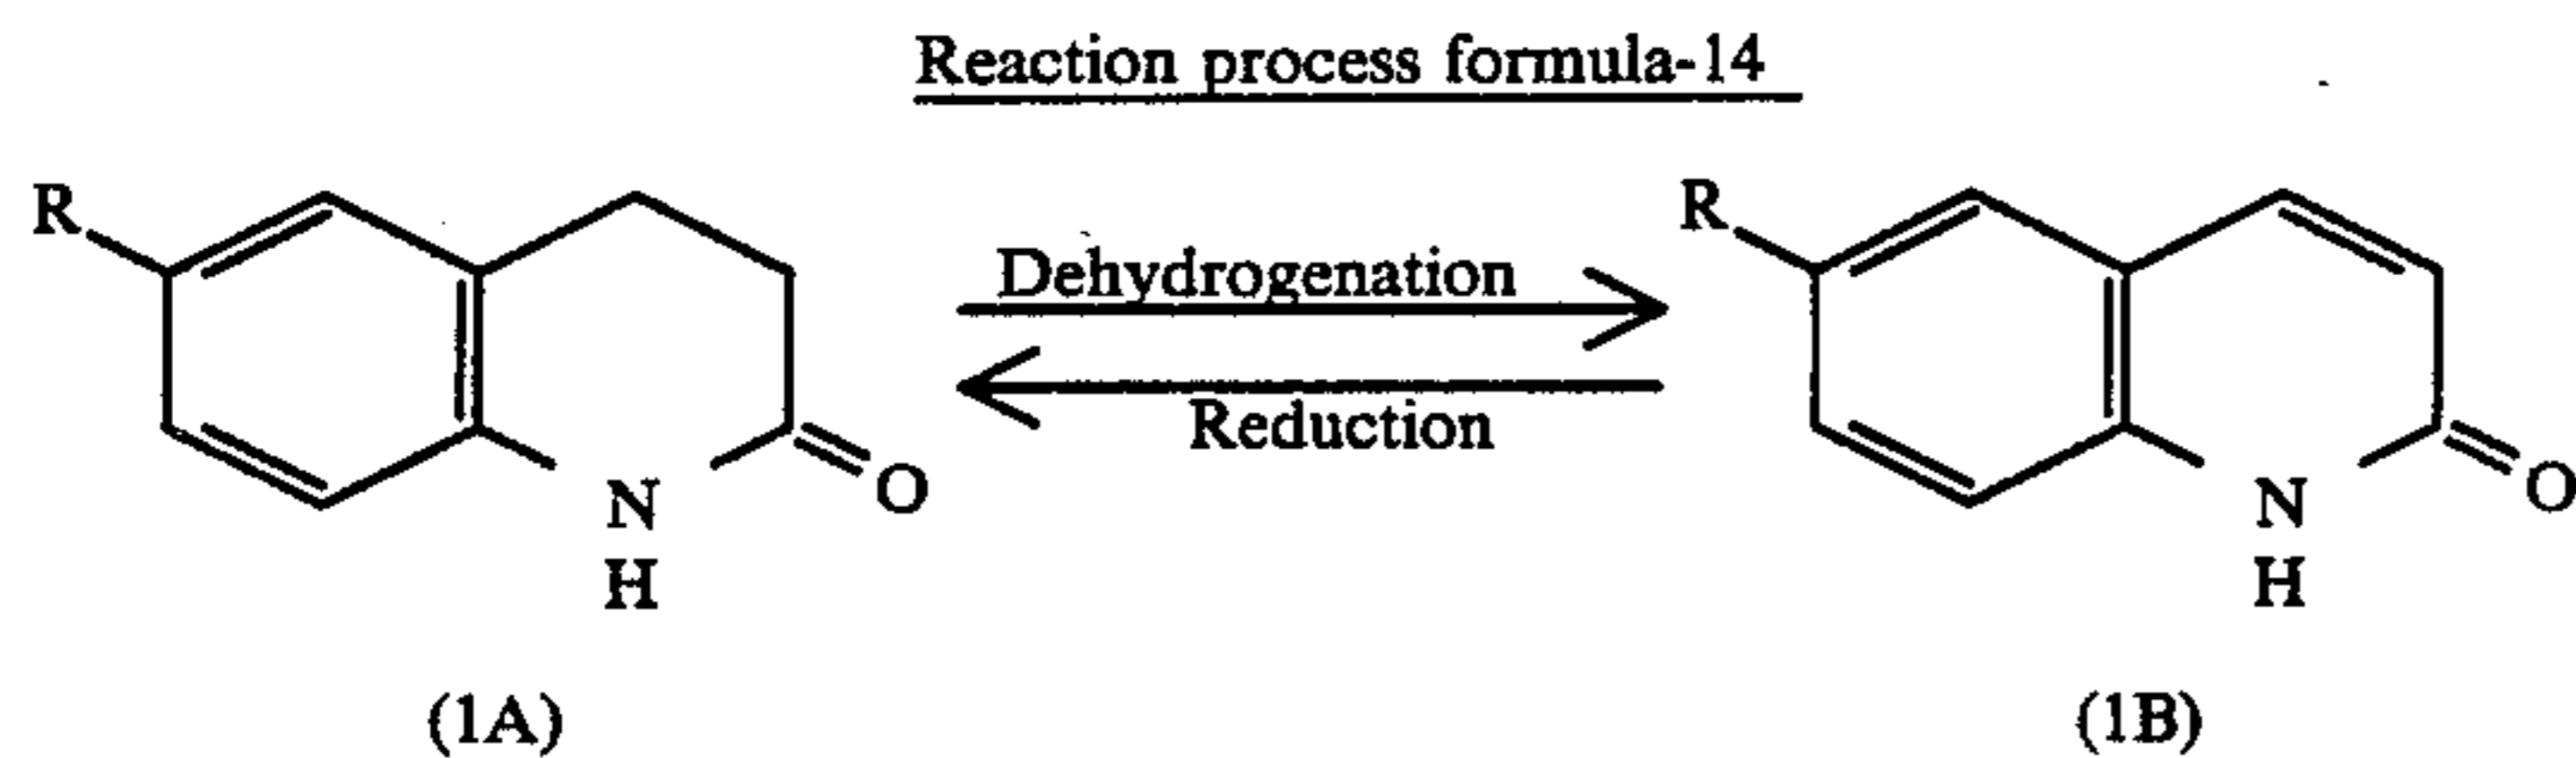 Reaction process formula-14
R
R
Dehydrogenation
Reduction
O
O
N
H
N
H
(1A)
(1B)